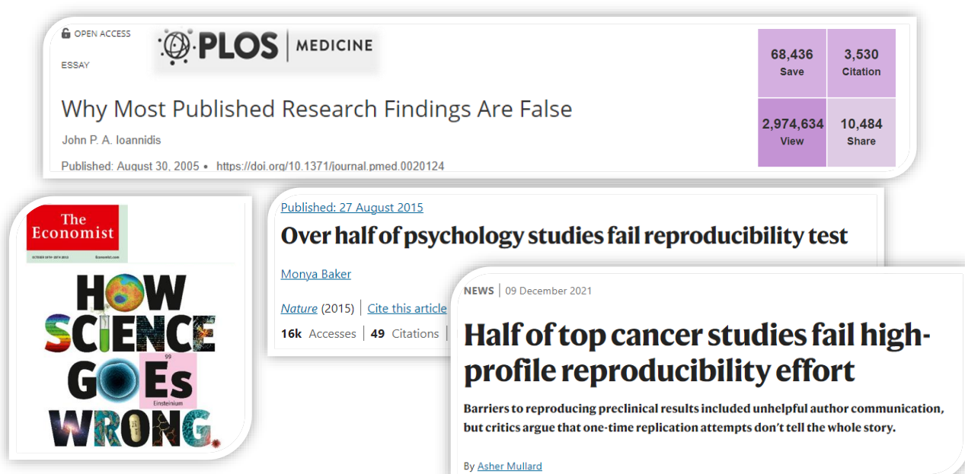 OPEN ACCESS
PLOS MEDICINE
ESSAY
Why Most Published Research Findings Are False
John P. A. Ioannidis
Published: August 30, 2005 • https://doi.org/10.1371/journal.pmed.0020124
68,436
Save
3,530
Citation
2,974,634
View
10,484
Share
The
Economist
Economist.com
HOW
SCIENCE
GOEs
99
Einsteinium
WRONG.
Published: 27 August 2015
Over half of psychology studies fail reproducibility test
Monya Baker
Nature (2015) | Cite this article
16k Accesses | 49 Citations |
NEWS | 09 December 2021
Half of top cancer studies fail high-
profile reproducibility effort
Barriers to reproducing preclinical results included unhelpful author communication,
but critics argue that one-time replication attempts don't tell the whole story.
By Asher Mullard